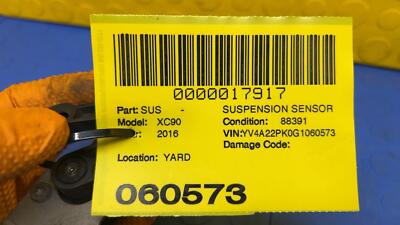 0000017917
Part: SUS - SUSPENSION SENSOR
Model: XC90 Condition: 88391
2016 VIN:YV4A22PK0G1060573
Damage Code:
Location: YARD
060573